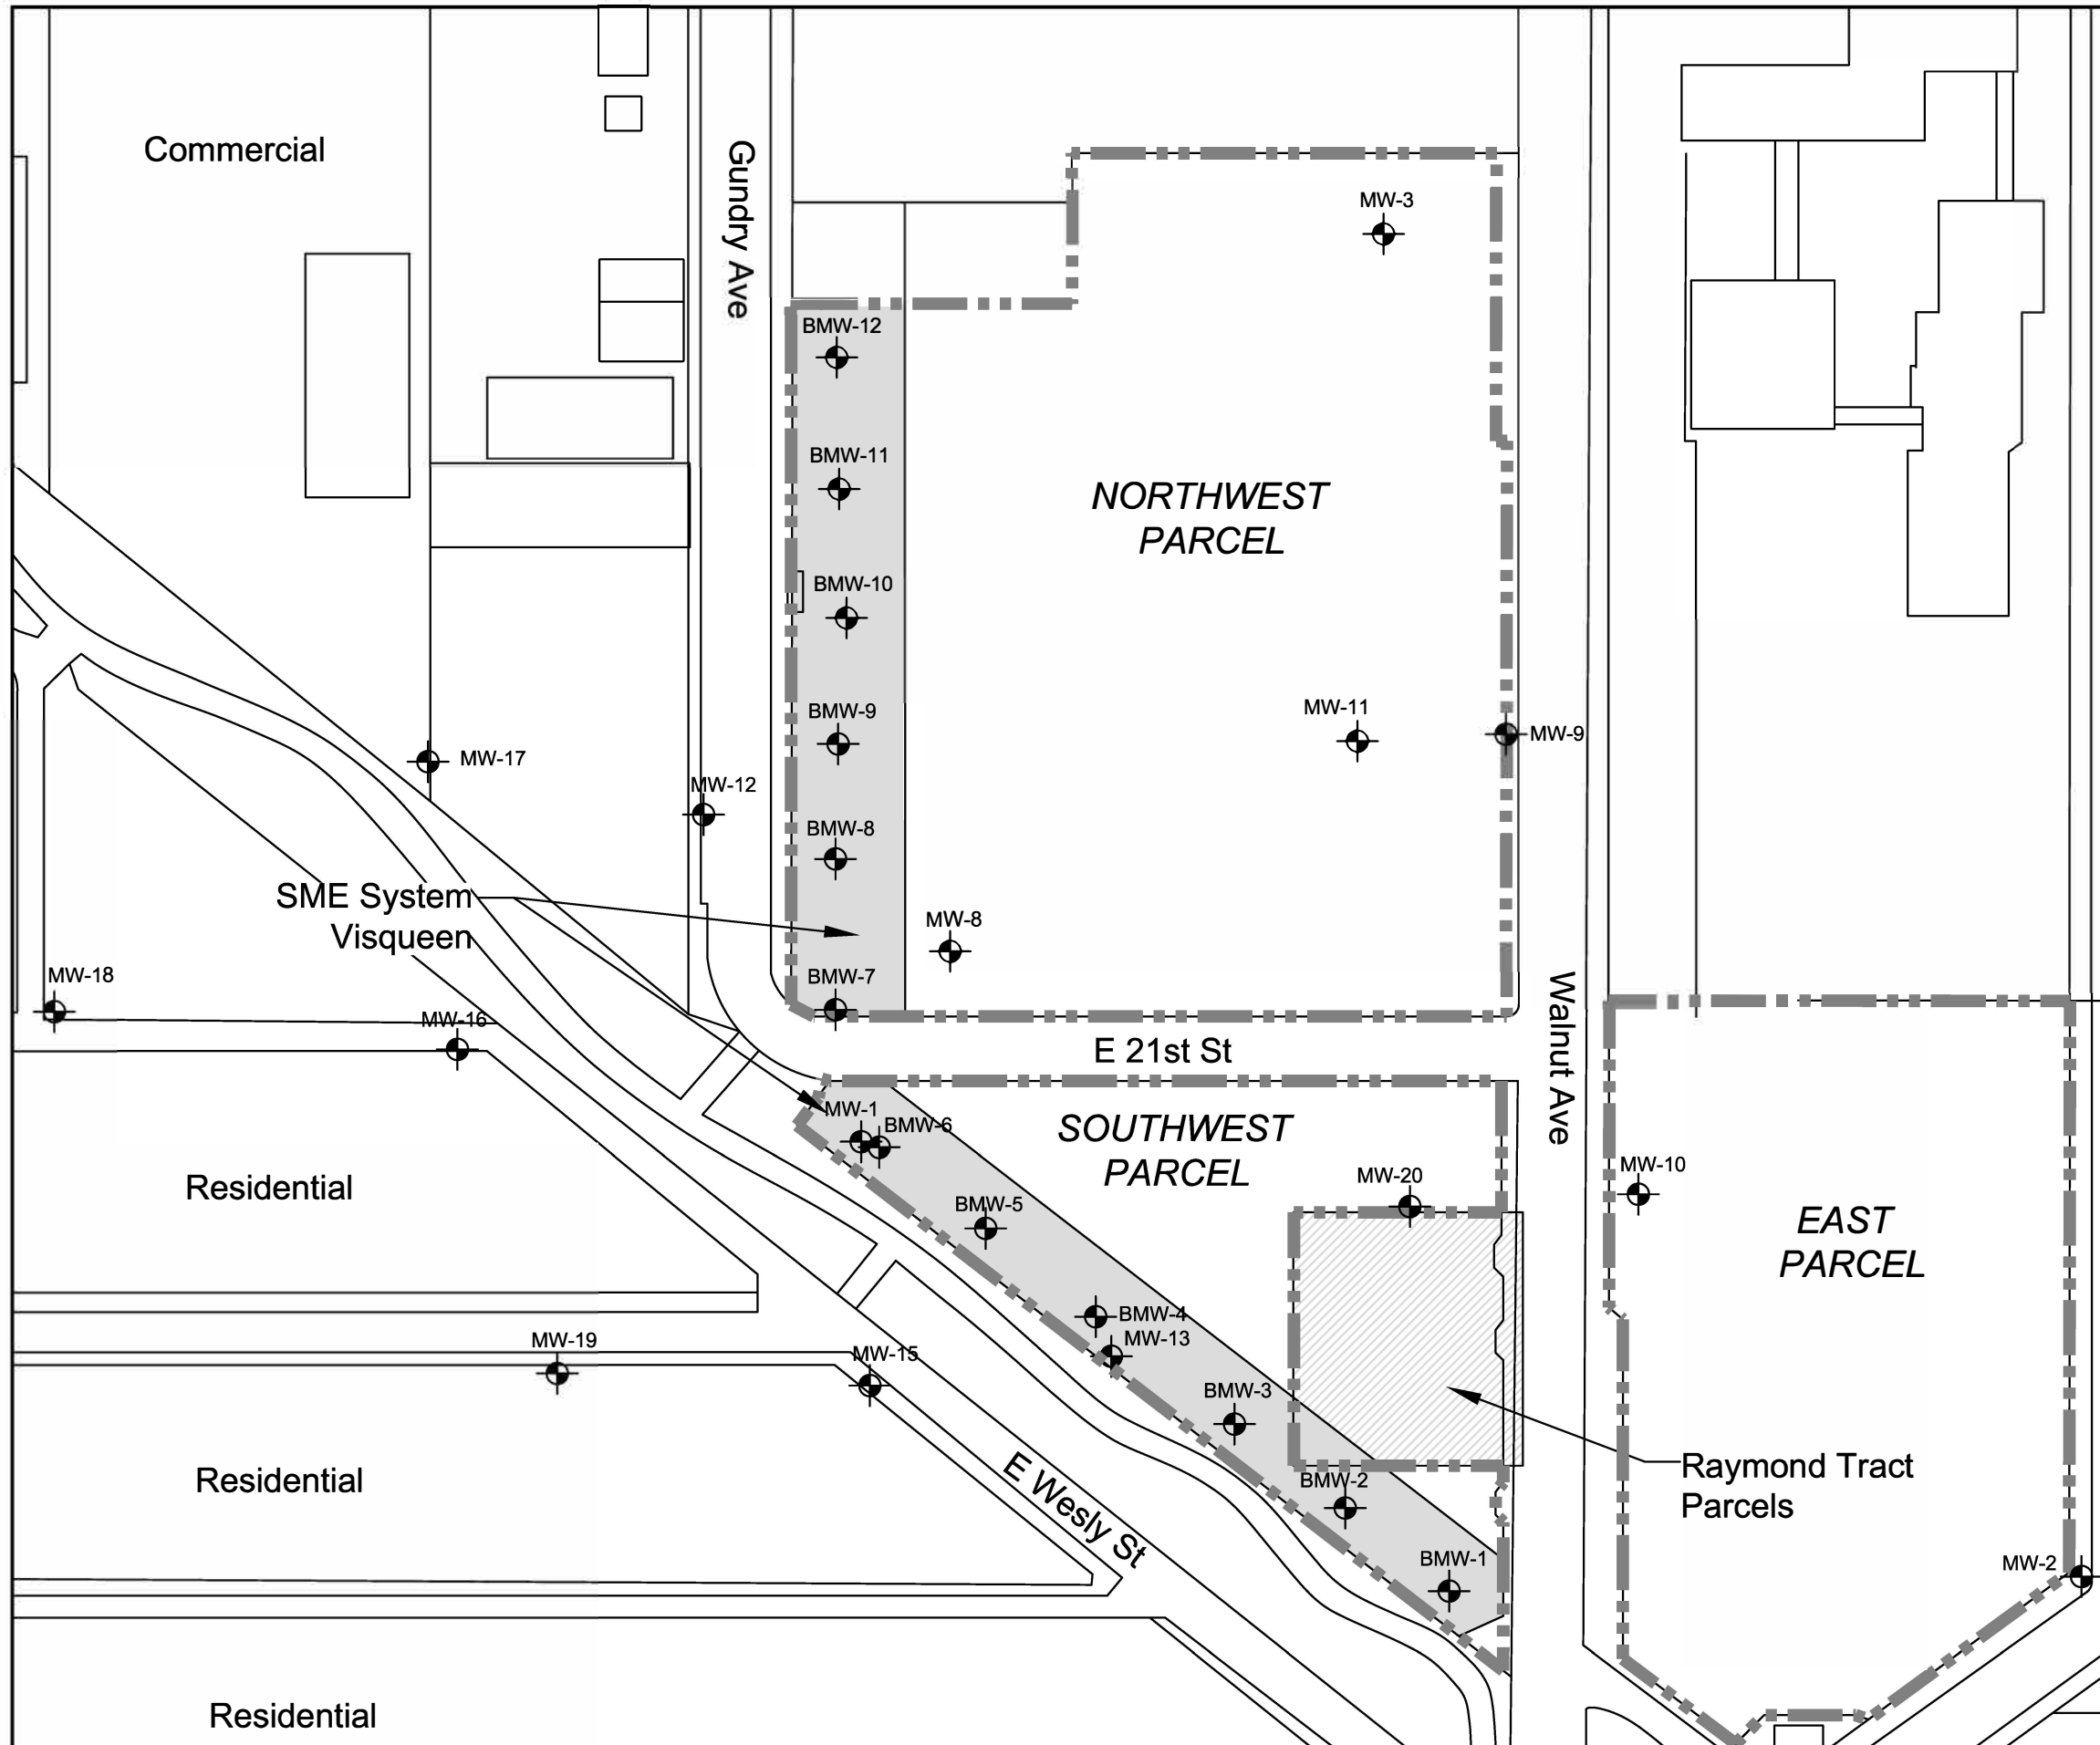 Commercial
Gundry Ave
MW-3
BMW-12
BMW-11
NORTHWEST
PARCEL
BMW-10
MW-11
BMW-9
MW-9
MW-17
MW-12
BMW-8
SME System
Visqueen
MW-8
MW-18
BMW-7
MW-16
Walnut Ave
E 21st St
MW-1
BMW-6
SOUTHWEST
PARCEL
MW-20
MW-10
Residential
BMW-5
EAST
PARCEL
BMW-4
MW-13
MW-19
MW-15
BMW-3
Raymond Tract
Parcels
Residential
BMW-2
E Wesly St
BMW-1
MW-2
Residential